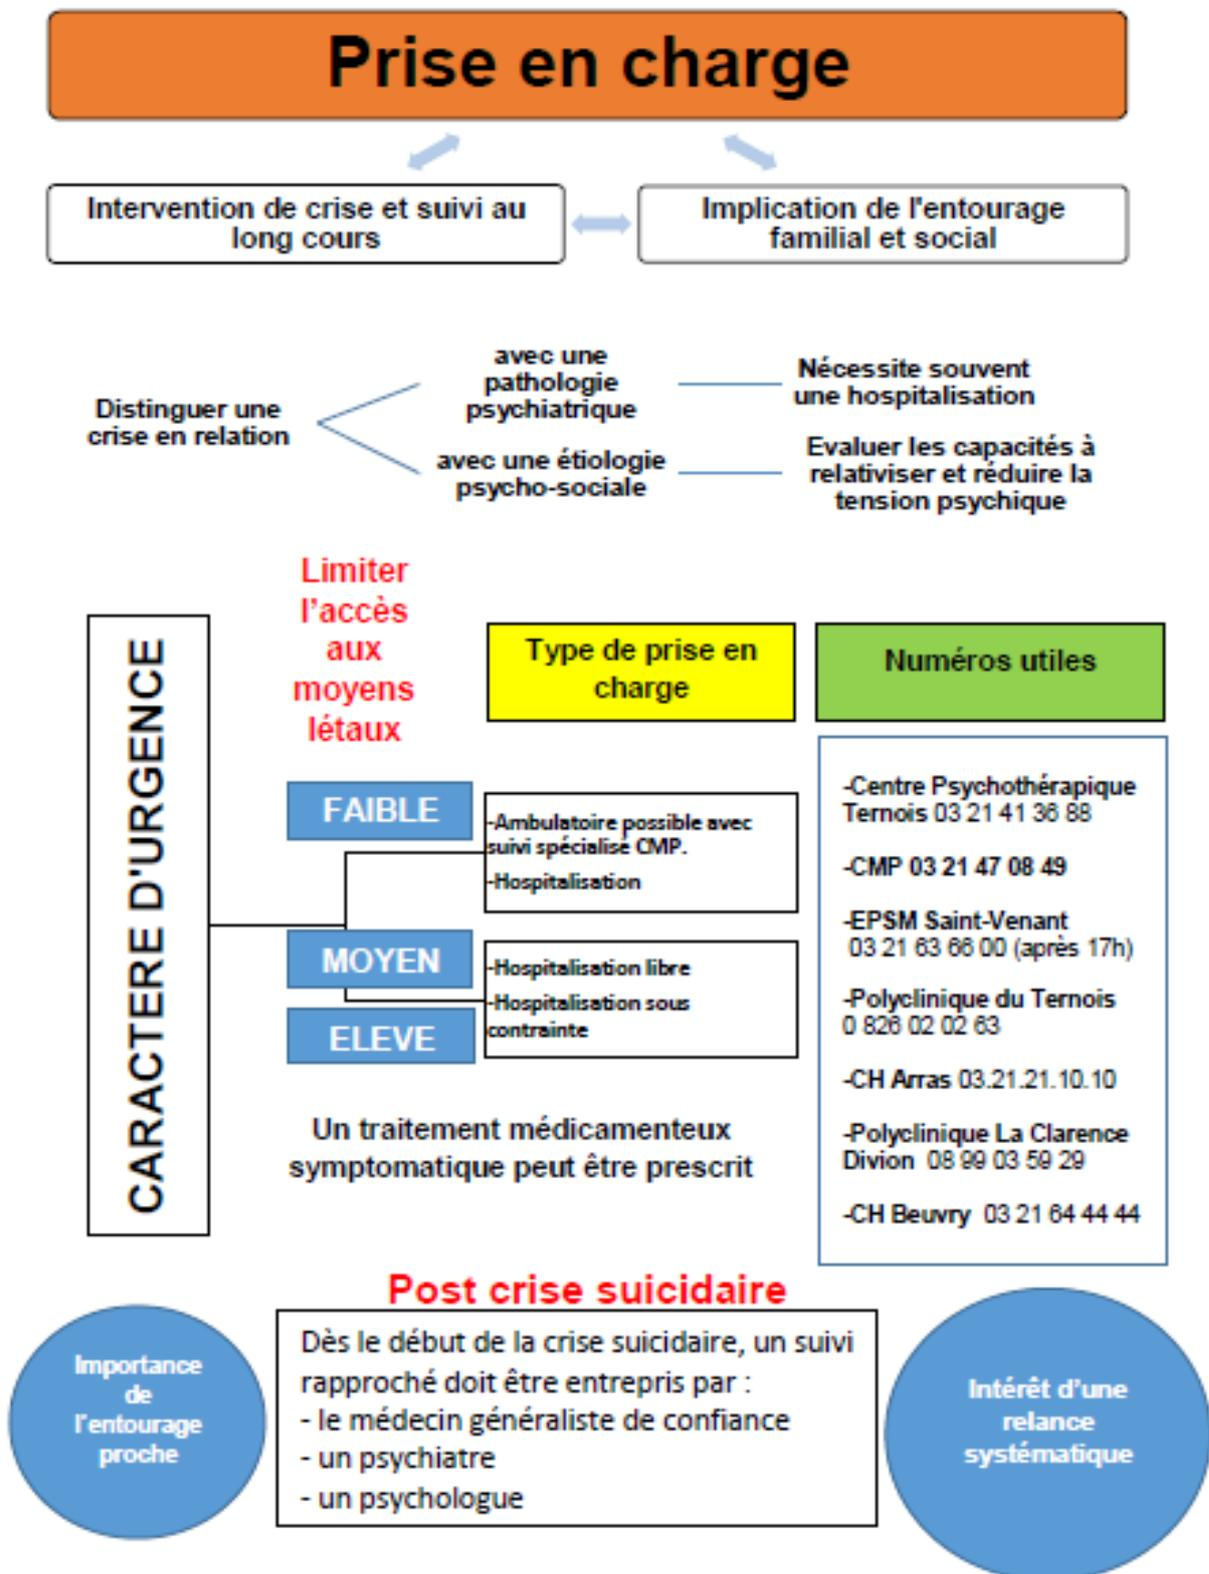 Prise en charge
Intervention de crise et suivi au
long cours
Implication de l'entourage
familial et social
Distinguer une
crise en relation
avec une
pathologie
psychiatrique
Nécessite souvent
une hospitalisation
avec une étiologie
psycho-sociale
Evaluer les capacités à
relativiser et réduire la
tension psychique
CARACTERE D'URGENCE
Limiter
l'accès
aux
moyens
létaux
Type de prise en
charge
Numéros utiles
FAIBLE
-Ambulatoire possible avec
suivi spécialisé CMP.
-Hospitalisation
MOYEN
ELEVE
-Hospitalisation libre
-Hospitalisation sous
contrainte
Un traitement médicamenteux
symptomatique peut être prescrit
-Centre Psychothérapique
Ternois 03 21 41 36 88
-CMP 03 21 47 08 49
-EPSM Saint-Venant
03 21 63 66 00 (après 17h)
-Polyclinique du Ternois
0 826 02 02 63
-CH Arras 03.21.21.10.10
-Polyclinique La Clarence
Divion 08 99 03 59 29
-CH Beuvry 03 21 64 44 44
Post crise suicidaire
Importance
de
l'entourage
proche
Dès le début de la crise suicidaire, un suivi
rapproché doit être entrepris par :
- le médecin généraliste de confiance
- un psychiatre
- un psychologue
Intérêt d'une
relance
systématique